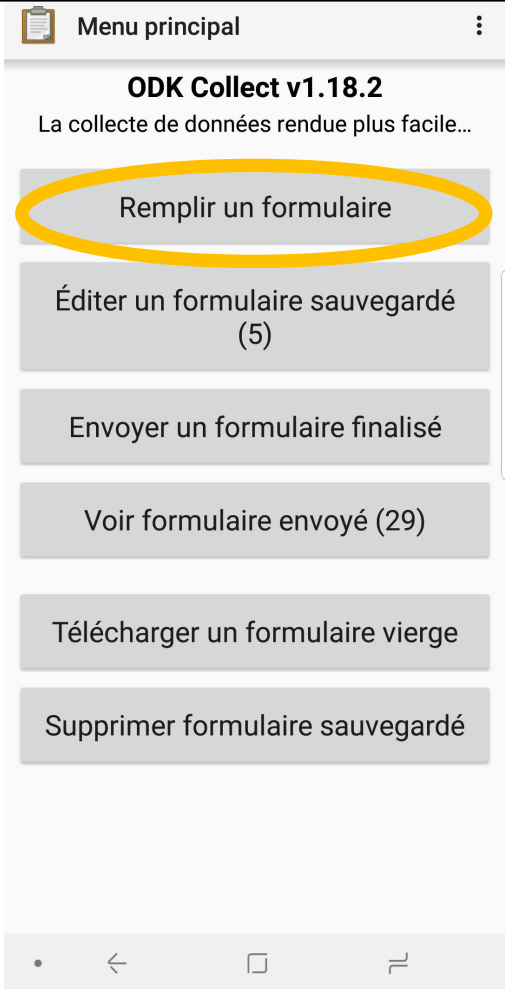 Menu principal
ODK Collect v1.18.2
La collecte de données rendue plus facile...
Remplir un formulaire
Éditer un formulaire sauvegardé
(5)
Envoyer un formulaire finalisé
Voir formulaire envoyé (29)
Télécharger un formulaire vierge
Supprimer formulaire sauvegardé